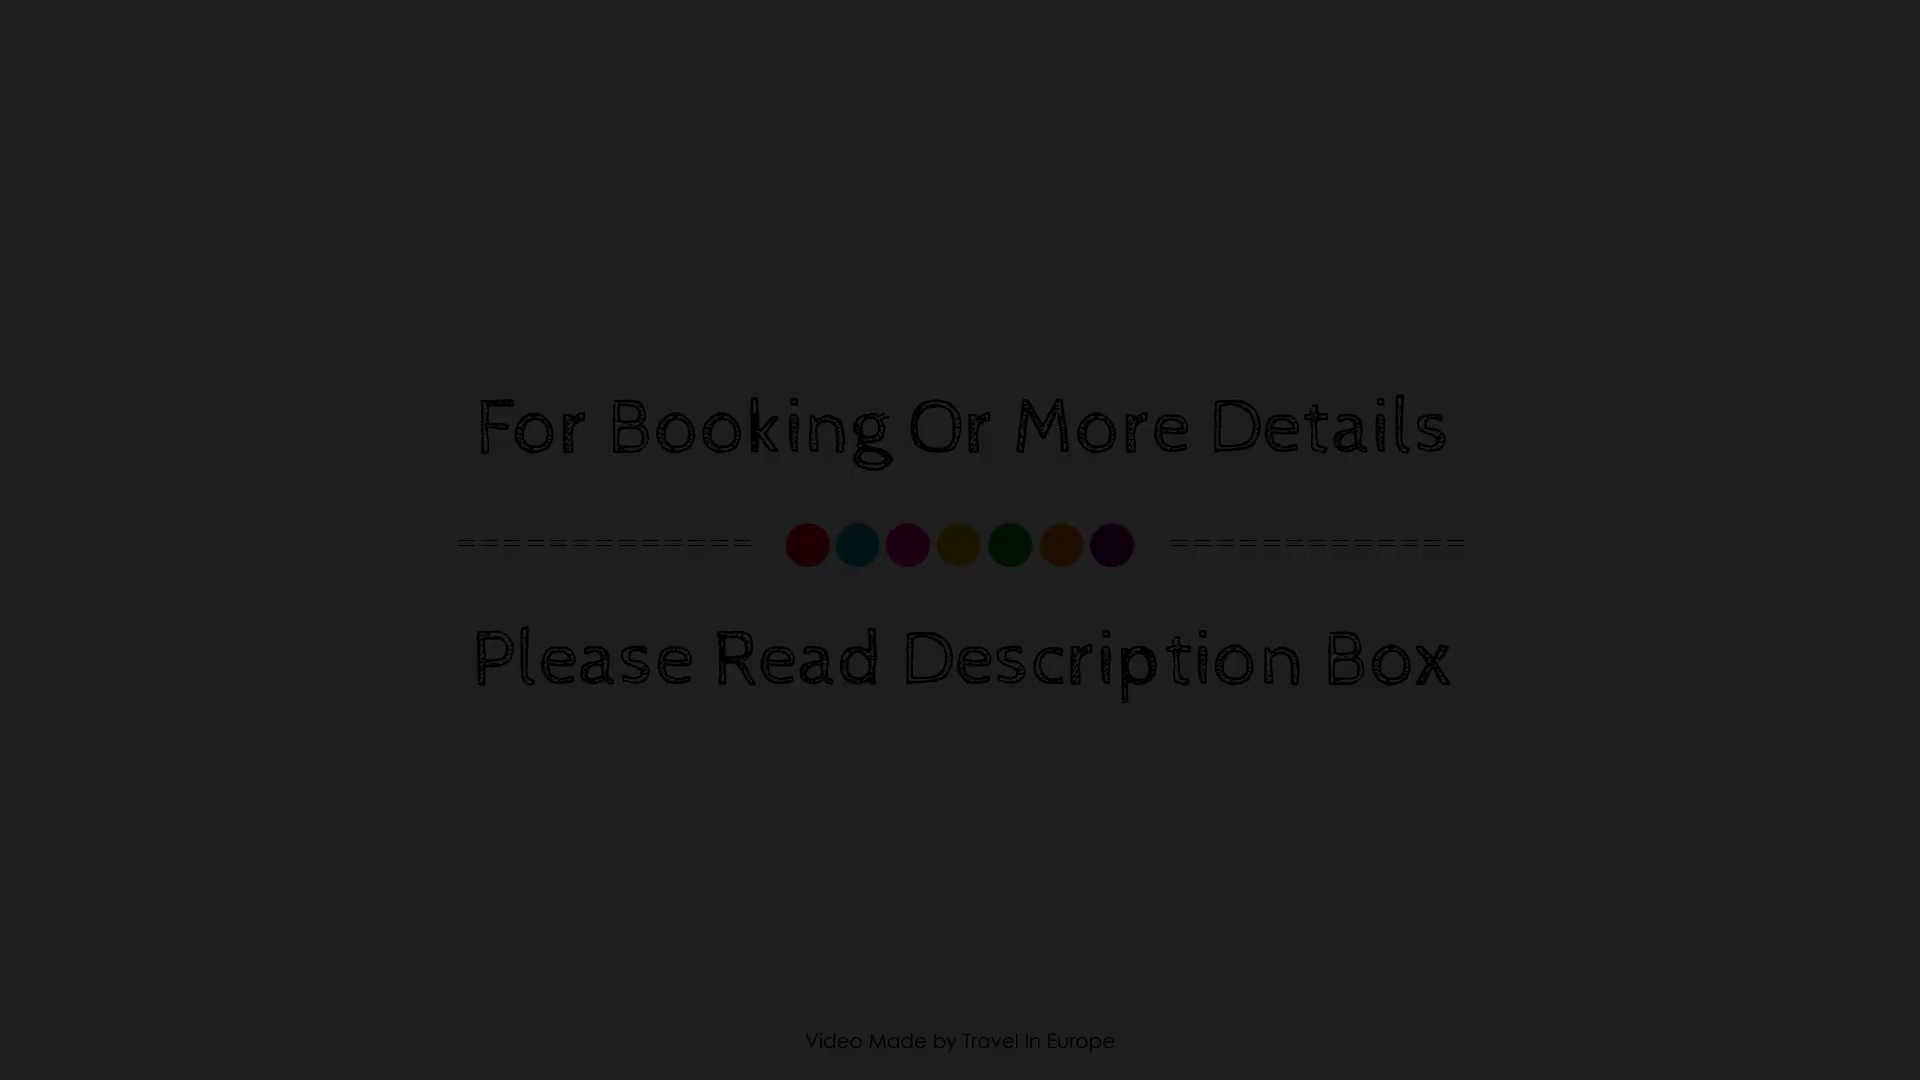 For Booking Or More Details
============= =============
Please Read Description Box
Video Made by Travel In Europe